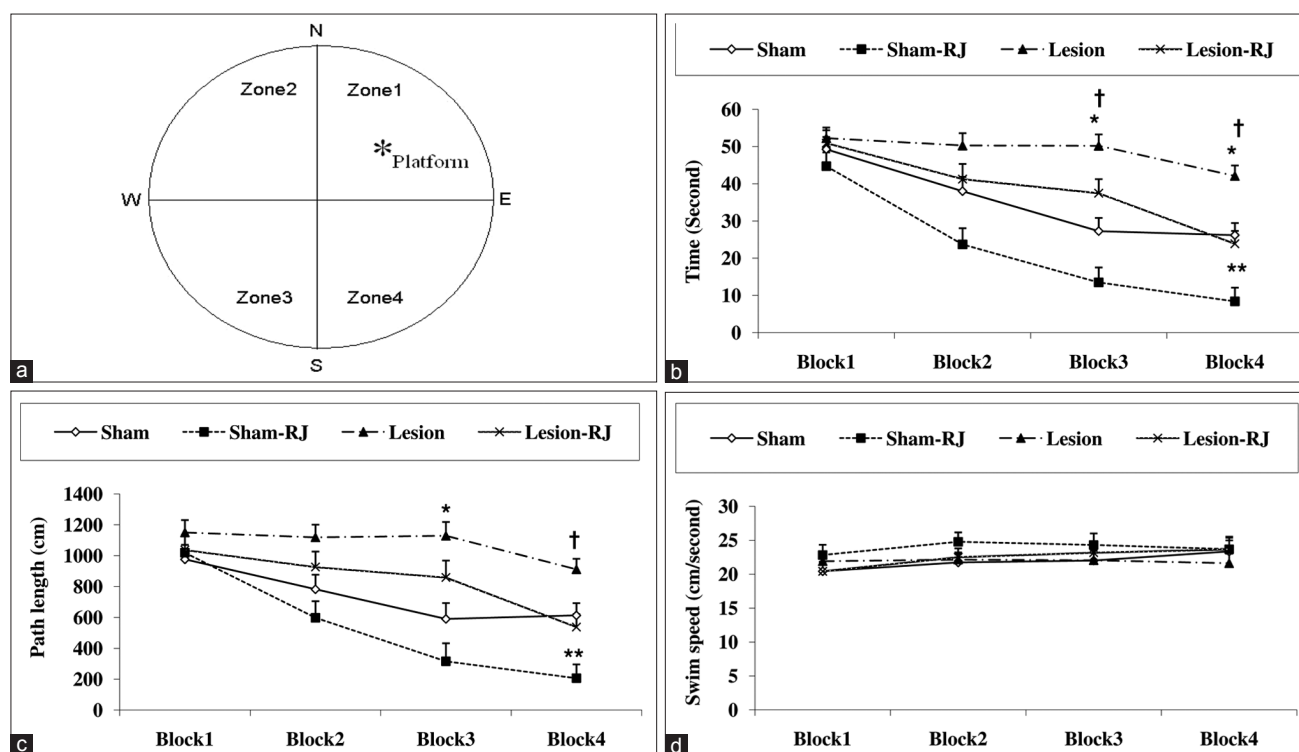 N
Zone2 Zone1
*Platform
W E
Zone3 Zone4
S
a
Sham Sham-RJ Lesion Lesion-RJ
Time (Second)
60
50
40
30
20
10
0
† *
† *
**
Block1 Block2 Block3 Block4
b
Sham Sham-RJ Lesion Lesion-RJ
Path length (cm)
1400
1200
1000
800
600
400
200
0
*
†
**
Block1 Block2 Block3 Block4
c
Sham Sham-RJ Lesion Lesion-RJ
Swim speed (cm/second)
30
25
20
15
10
5
0
Block1 Block2 Block3 Block4
d